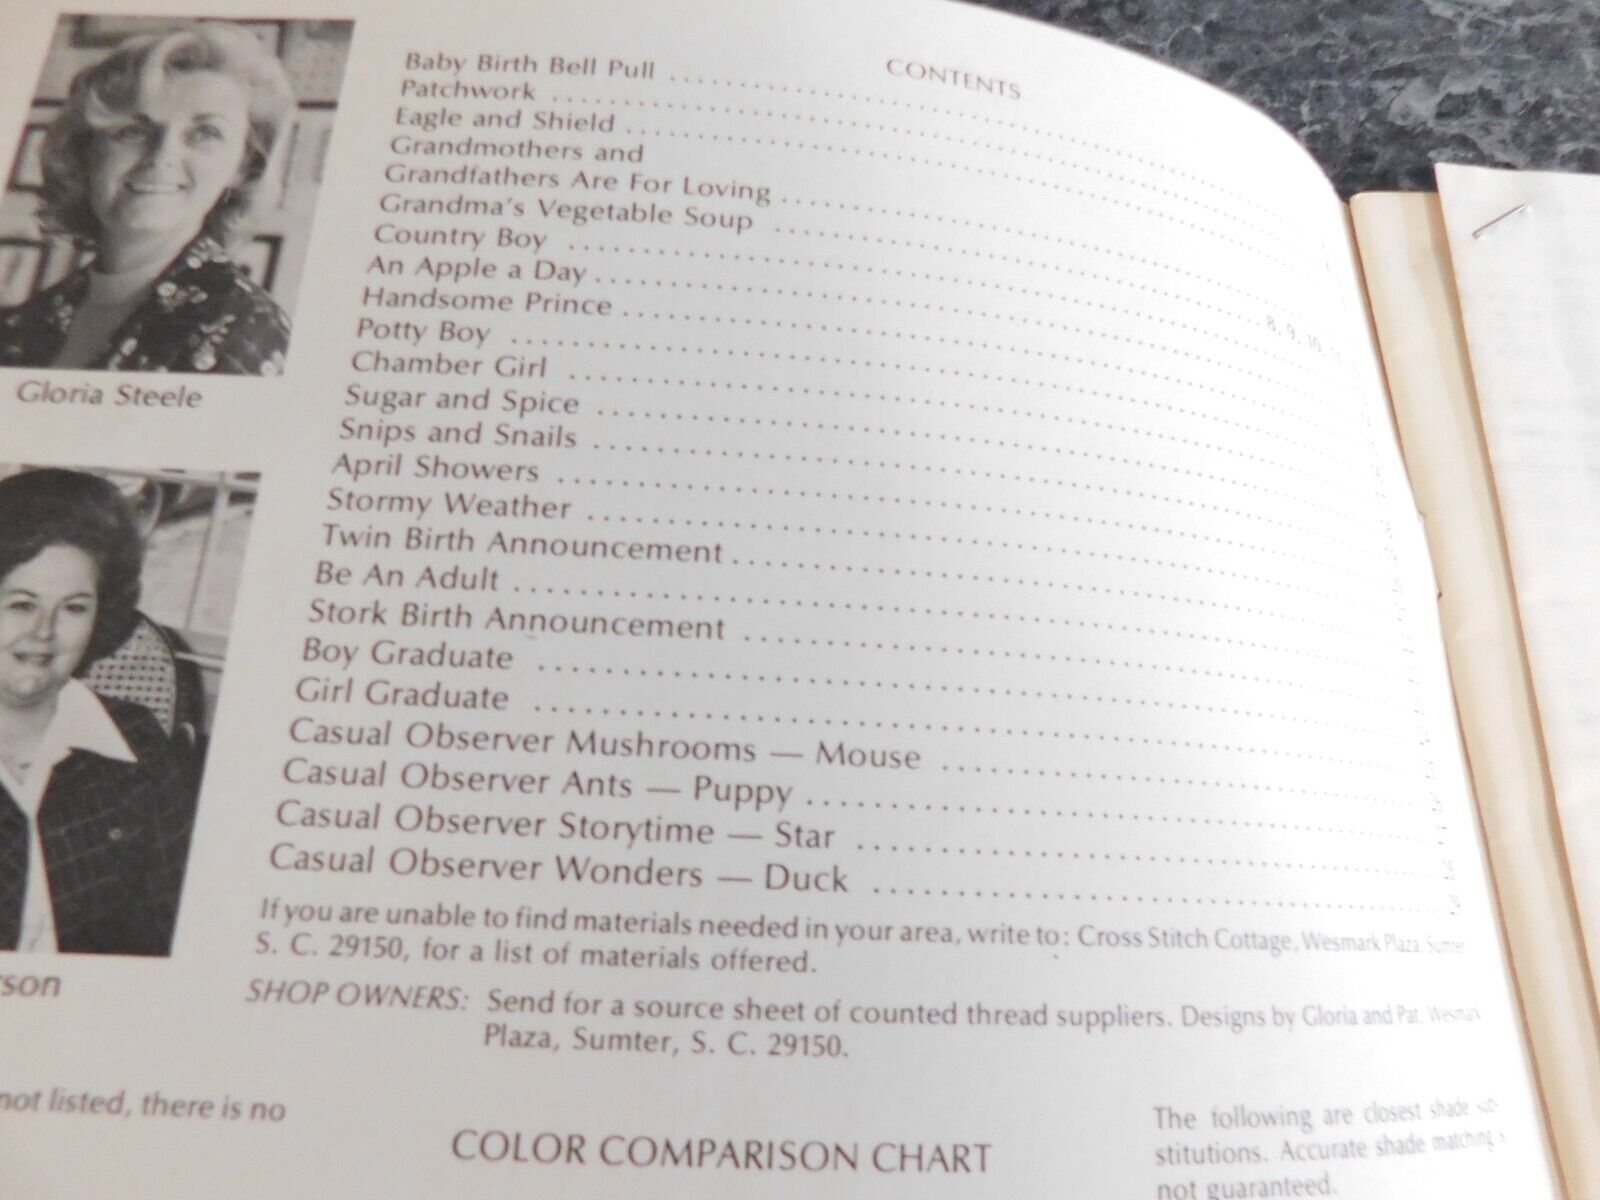 CONTENTS
Baby Birth Bell Pull
Patchwork
Eagle and Shield
Grandmothers and
Grandfathers Are For Loving 8, 9, 10, 11
Grandma's Vegetable Soup
Country Boy
An Apple a Day
Handsome Prince
Potty Boy
Chamber Girl
Sugar and Spice
Snips and Snails
April Showers
Stormy Weather
Twin Birth Announcement
Be An Adult
Stork Birth Announcement
Boy Graduate
Girl Graduate
Casual Observer Mushrooms — Mouse
Casual Observer Ants — Puppy
Casual Observer Storytime — Star
Casual Observer Wonders — Duck
If you are unable to find materials needed in your area, write to: Cross Stitch Cottage, Wesmark Plaza, Sumter
S. C. 29150, for a list of materials offered.
SHOP OWNERS: Send for a source sheet of counted thread suppliers. Designs by Gloria and Pat, Wesmark
Plaza, Sumter, S. C. 29150.
Gloria Steele
rson
not listed, there is no
COLOR COMPARISON CHART
The following are closest shade sub-
stitutions. Accurate shade matching is
not guaranteed.